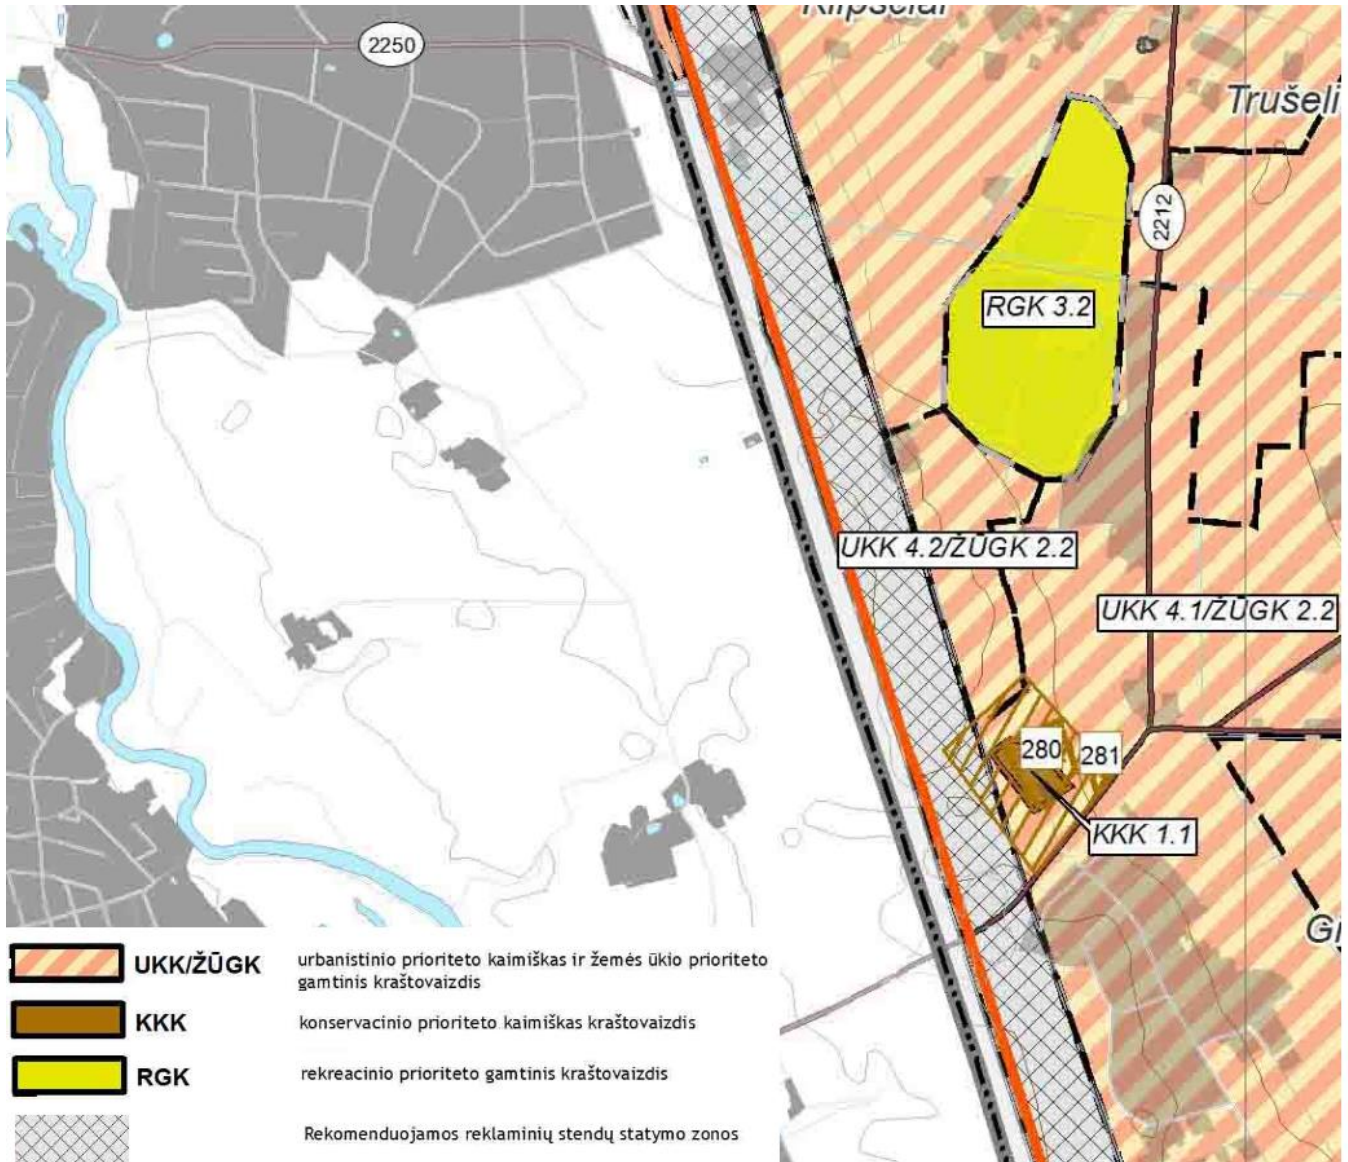 Klipščiai
2250
Trušeli
2212
RGK 3.2
UKK 4.2/ŽŪGK 2.2
UKK 4.1/ŽŪGK 2.2
280
281
KKK 1.1
Gi
UKK/ŽŪGK
urbanistinio prioriteto kaimiškas ir žemės ūkio prioriteto
gamtinis kraštovaizdis
KKK
konservacinio prioriteto kaimiškas kraštovaizdis
RGK
rekreacinio prioriteto gamtinis kraštovaizdis
Rekomenduojamos reklaminių stendų statymo zonos